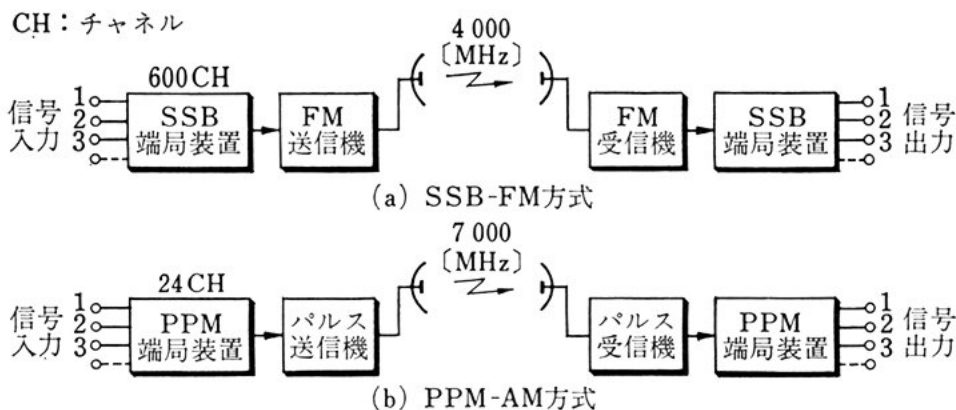 CH：チャネル
4 000
〔MHz〕
600CH
信号
入力
1
2
3
SSB
端局装置
FM
送信機
FM
受信機
SSB
端局装置
1
2
3
信号
出力
(a) SSB-FM方式
7 000
〔MHz〕
24CH
信号
入力
1
2
3
PPM
端局装置
パルス
送信機
パルス
受信機
PPM
端局装置
1
2
3
信号
出力
(b) PPM-AM方式